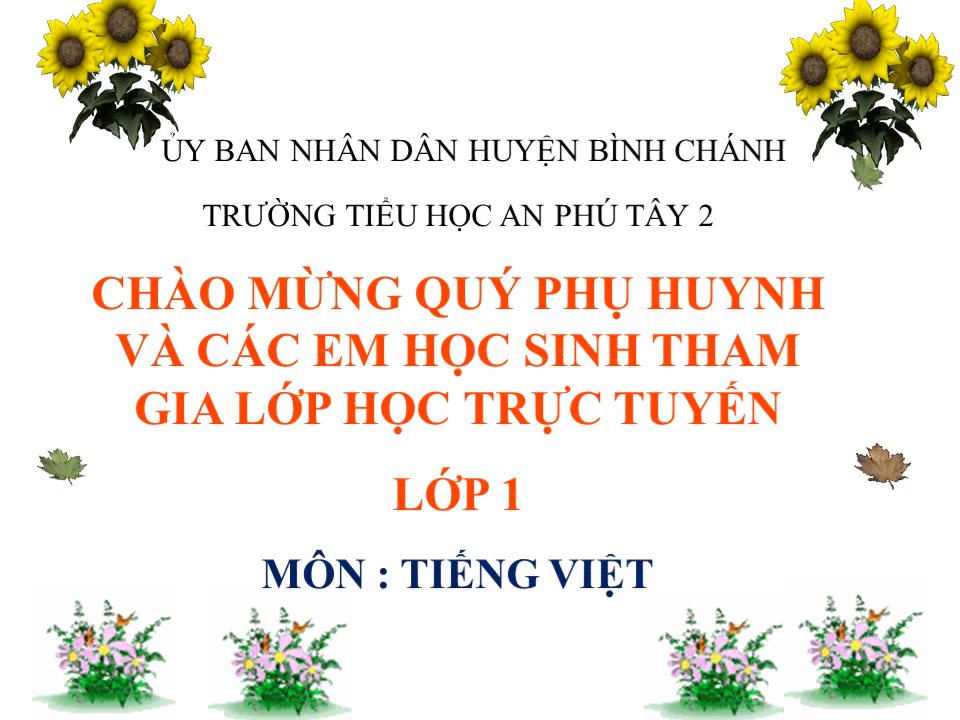 ỦY BAN NHÂN DÂN HUYỆN BÌNH CHÁNH
TRƯỜNG TIỂU HỌC AN PHÚ TÂY 2
CHÀO MỪNG QUÝ PHỤ HUYNH
VÀ CÁC EM HỌC SINH THAM
GIA LỚP HỌC TRỰC TUYẾN
LỚP 1
MÔN : TIẾNG VIỆT